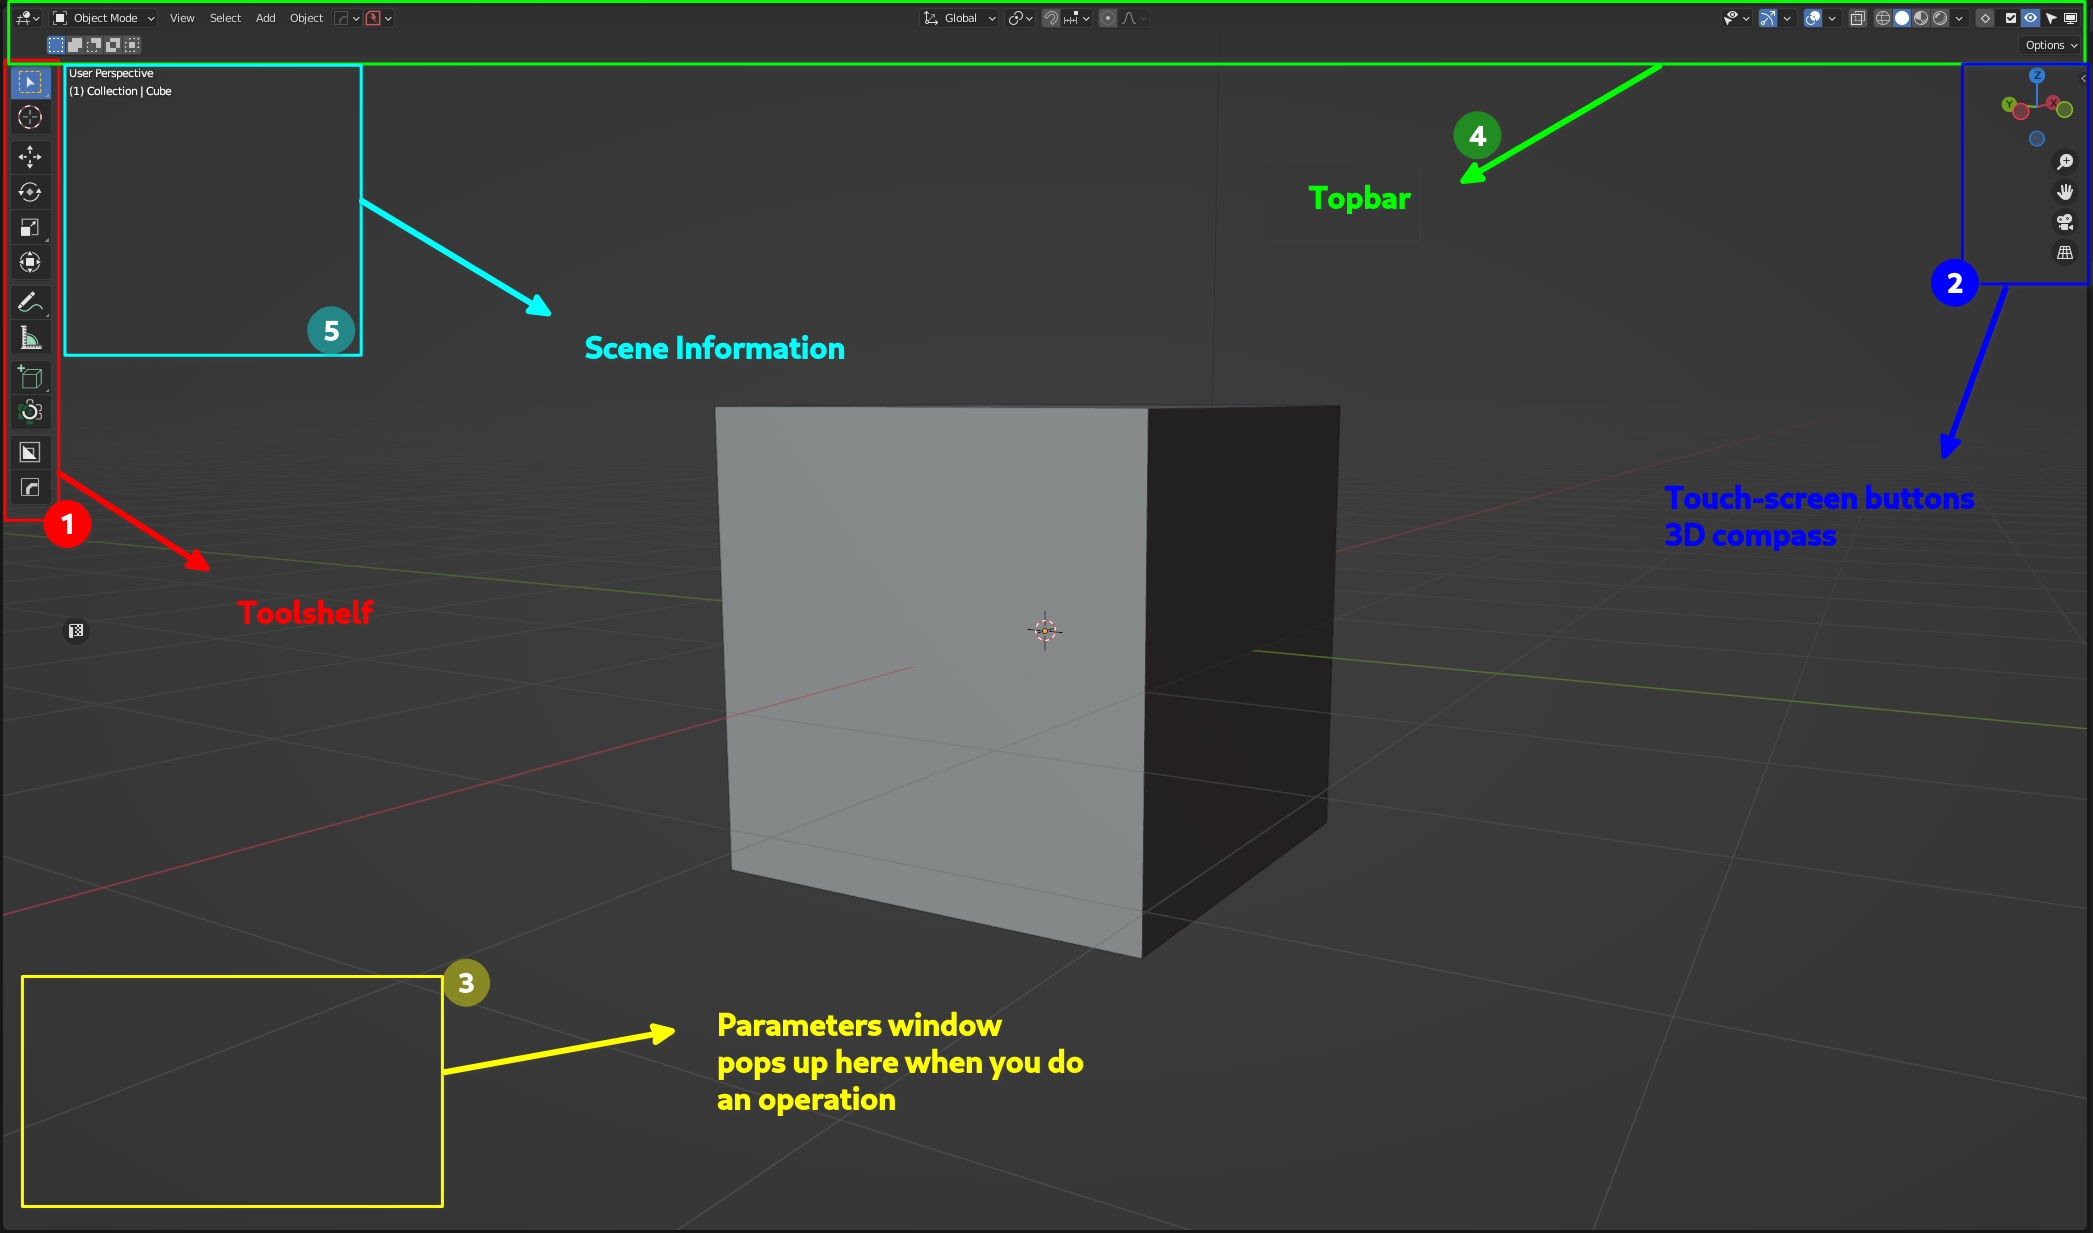 Object Mode View Select Add Object Global
Options
User Perspective
(1) Collection | Cube
Z
Y X
4
Topbar
2
5
Scene Information
Touch-screen buttons
3D compass
1
Toolshelf
3
Parameters window
pops up here when you do
an operation